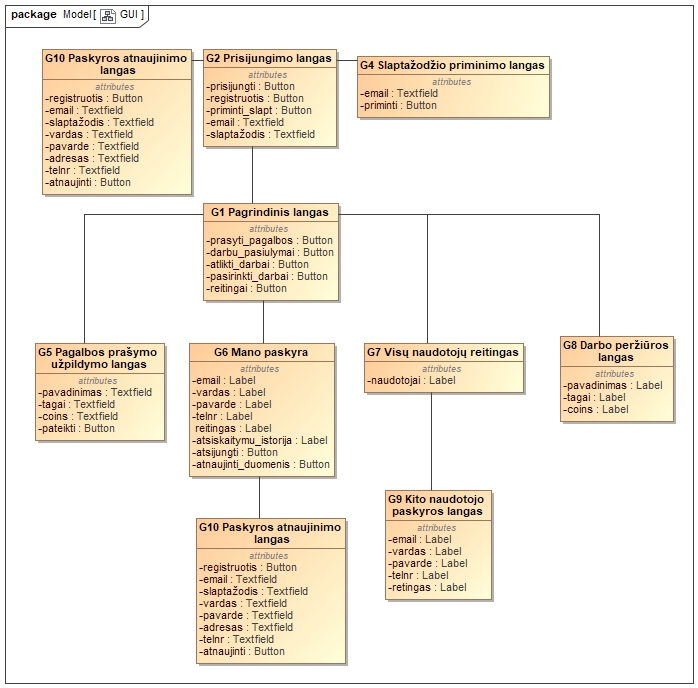 package Model [ GUI ]
G10 Paskyros atnaujinimo
langas
attributes
-registruotis : Button
-email : Textfield
-slaptažodis : Textfield
-vardas : Textfield
-pavarde : Textfield
-adresas : Textfield
-telnr : Textfield
-atnaujinti : Button
G2 Prisijungimo langas
attributes
-prisijungti : Button
-registruotis : Button
-priminti_slapt : Button
-email : Textfield
-slaptažodis : Textfield
G4 Slaptažodžio priminimo langas
attributes
-email : Textfield
-priminti : Button
G1 Pagrindinis langas
attributes
-prasyti_pagalbos : Button
-darbu_pasiulymai : Button
-atlikti_darbai : Button
-pasirinkti_darbai : Button
-reitingai : Button
G5 Pagalbos prašymo
užpildymo langas
attributes
-pavadinimas : Textfield
-tagai : Textfield
-coins : Textfield
-pateikti : Button
G6 Mano paskyra
attributes
-email : Label
-vardas : Label
-pavarde : Label
-telnr : Label
reitingas : Label
-atsiskaitymu_istorija : Label
-atsijungti : Button
-atnaujinti_duomenis : Button
G7 Visų naudotojų reitingas
attributes
-naudotojai : Label
G8 Darbo peržiūros
langas
attributes
-pavadinimas : Label
-tagai : Label
-coins : Label
G10 Paskyros atnaujinimo
langas
attributes
-registruotis : Button
-email : Textfield
-slaptažodis : Textfield
-vardas : Textfield
-pavarde : Textfield
-adresas : Textfield
-telnr : Textfield
-atnaujinti : Button
G9 Kito naudotojo
paskyros langas
attributes
-email : Label
-vardas : Label
-pavarde : Label
-telnr : Label
-retingas : Label